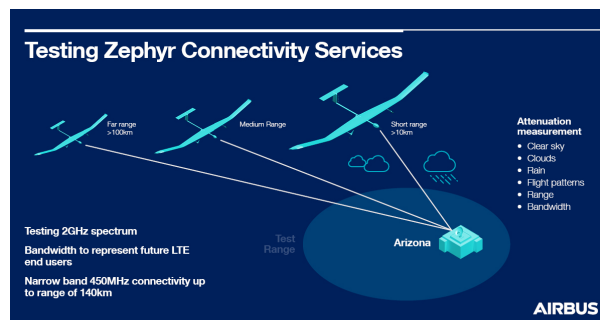 Testing Zephyr Connectivity Services
Far range
>100km
Medium Range
Short range
>10km
Attenuation
measurement
• Clear sky
• Clouds
• Rain
• Flight patterns
• Range
• Bandwidth
Testing 2GHz spectrum
Bandwidth to represent future LTE
end users
Narrow band 450MHz connectivity up
to range of 140km
Test
Range
Arizona
AIRBUS